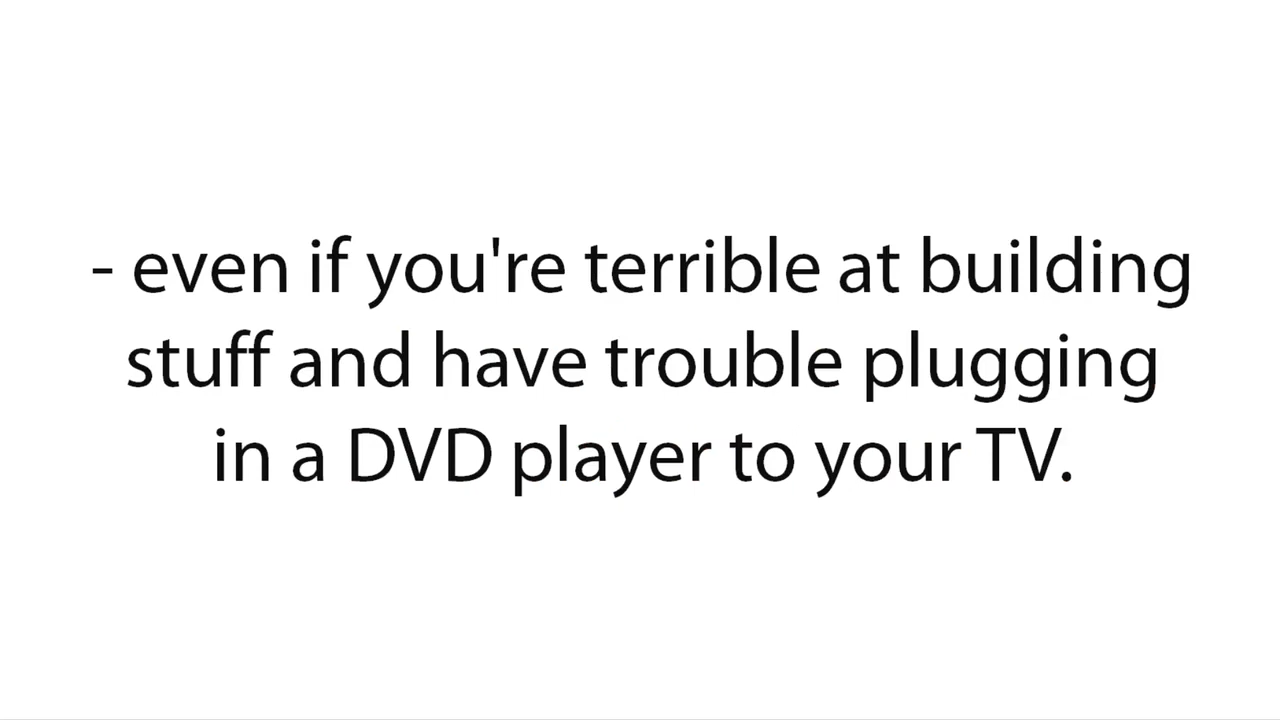 - even if you're terrible at building
stuff and have trouble plugging
in a DVD player to your TV.